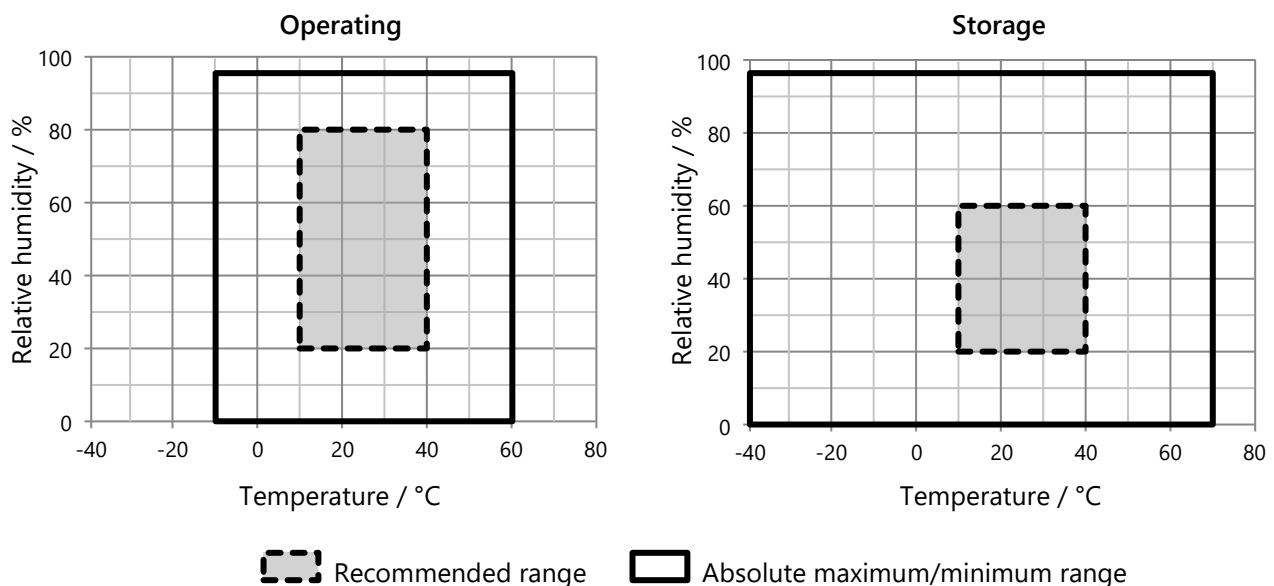 Operating
100
80
60
40
20
0
Relative humidity / %
-40 -20 0 20 40 60 80
Temperature / °C
Storage
100
80
60
40
20
0
Relative humidity / %
-40 -20 0 20 40 60 80
Temperature / °C
Recommended range Absolute maximum/minimum range